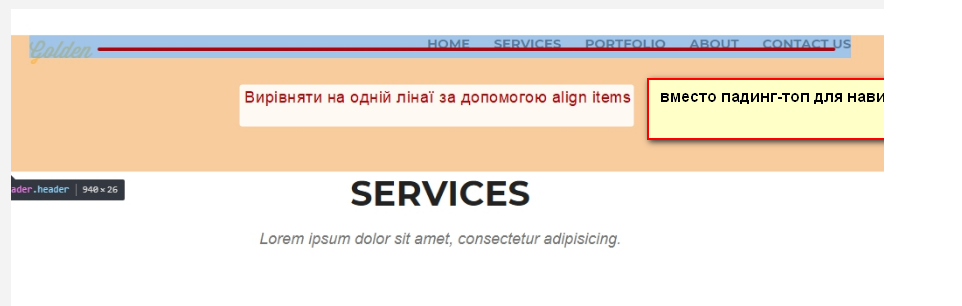 Golden HOME SERVICES PORTFOLIO ABOUT CONTACT US
Вирівняти на одній лінаї за допомогою align items
вместо падинг-топ для нави
ader.header | 940 × 26
SERVICES
Lorem ipsum dolor sit amet, consectetur adipisicing.